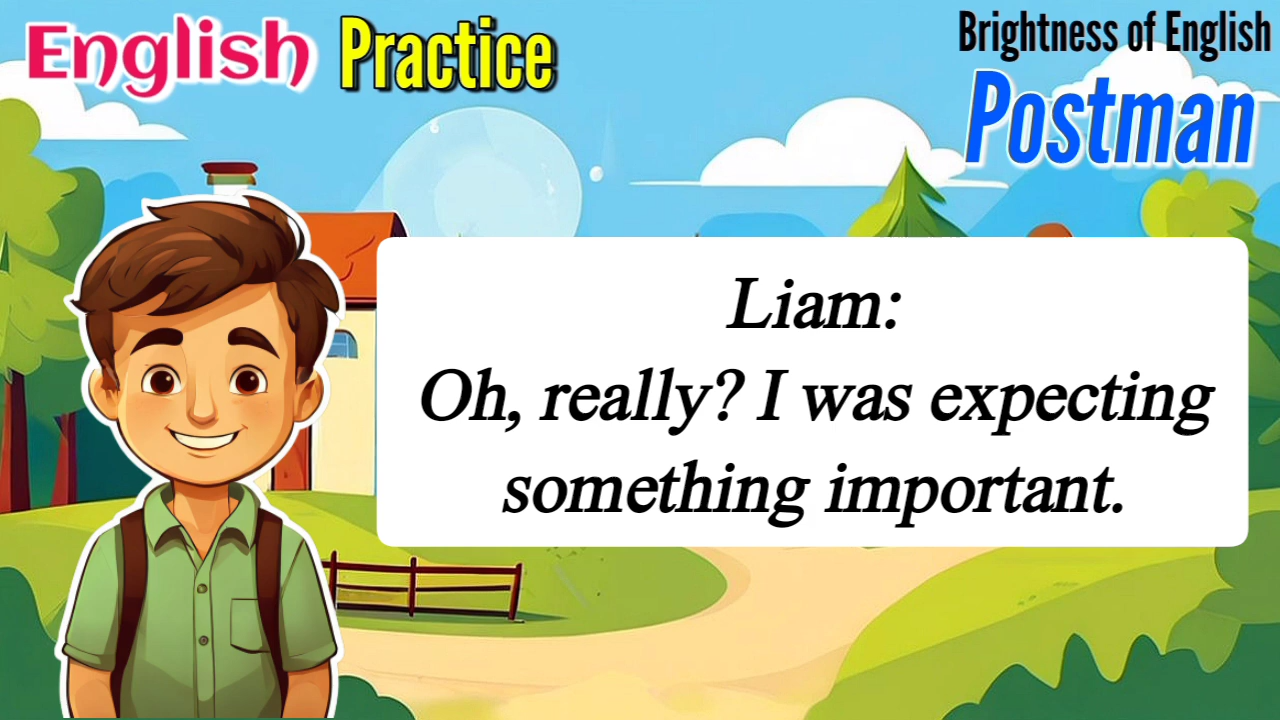 English Practice
Brightness of English
Postman
Liam:
Oh, really? I was expecting
something important.